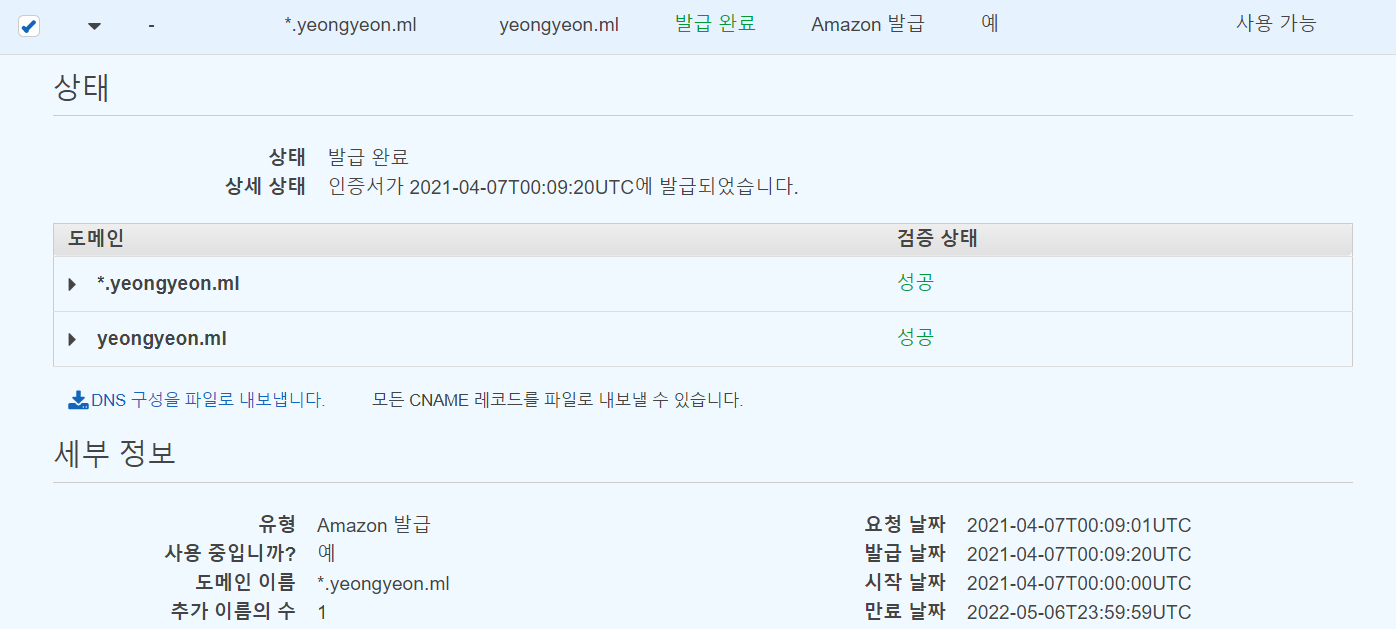 - *.yeongyeon.ml yeongyeon.ml 발급 완료 Amazon 발급 예 사용 가능
상태
상태 발급 완료
상세 상태 인증서가 2021-04-07T00:09:20UTC에 발급되었습니다.
도메인 검증 상태
*.yeongyeon.ml 성공
yeongyeon.ml 성공
DNS 구성을 파일로 내보냅니다. 모든 CNAME 레코드를 파일로 내보낼 수 있습니다.
세부 정보
유형 Amazon 발급 요청 날짜 2021-04-07T00:09:01UTC
사용 중입니까? 예 발급 날짜 2021-04-07T00:09:20UTC
도메인 이름 *.yeongyeon.ml 시작 날짜 2021-04-07T00:00:00UTC
추가 이름의 수 1 만료 날짜 2022-05-06T23:59:59UTC